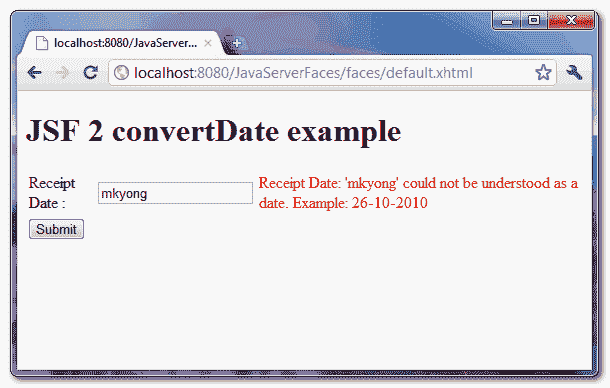 localhost:8080/JavaServer...
localhost:8080/JavaServerFaces/faces/default.xhtml
JSF 2 convertDate example
Receipt
Date :
mkyong
Receipt Date: 'mkyong' could not be understood as a
date. Example: 26-10-2010
Submit